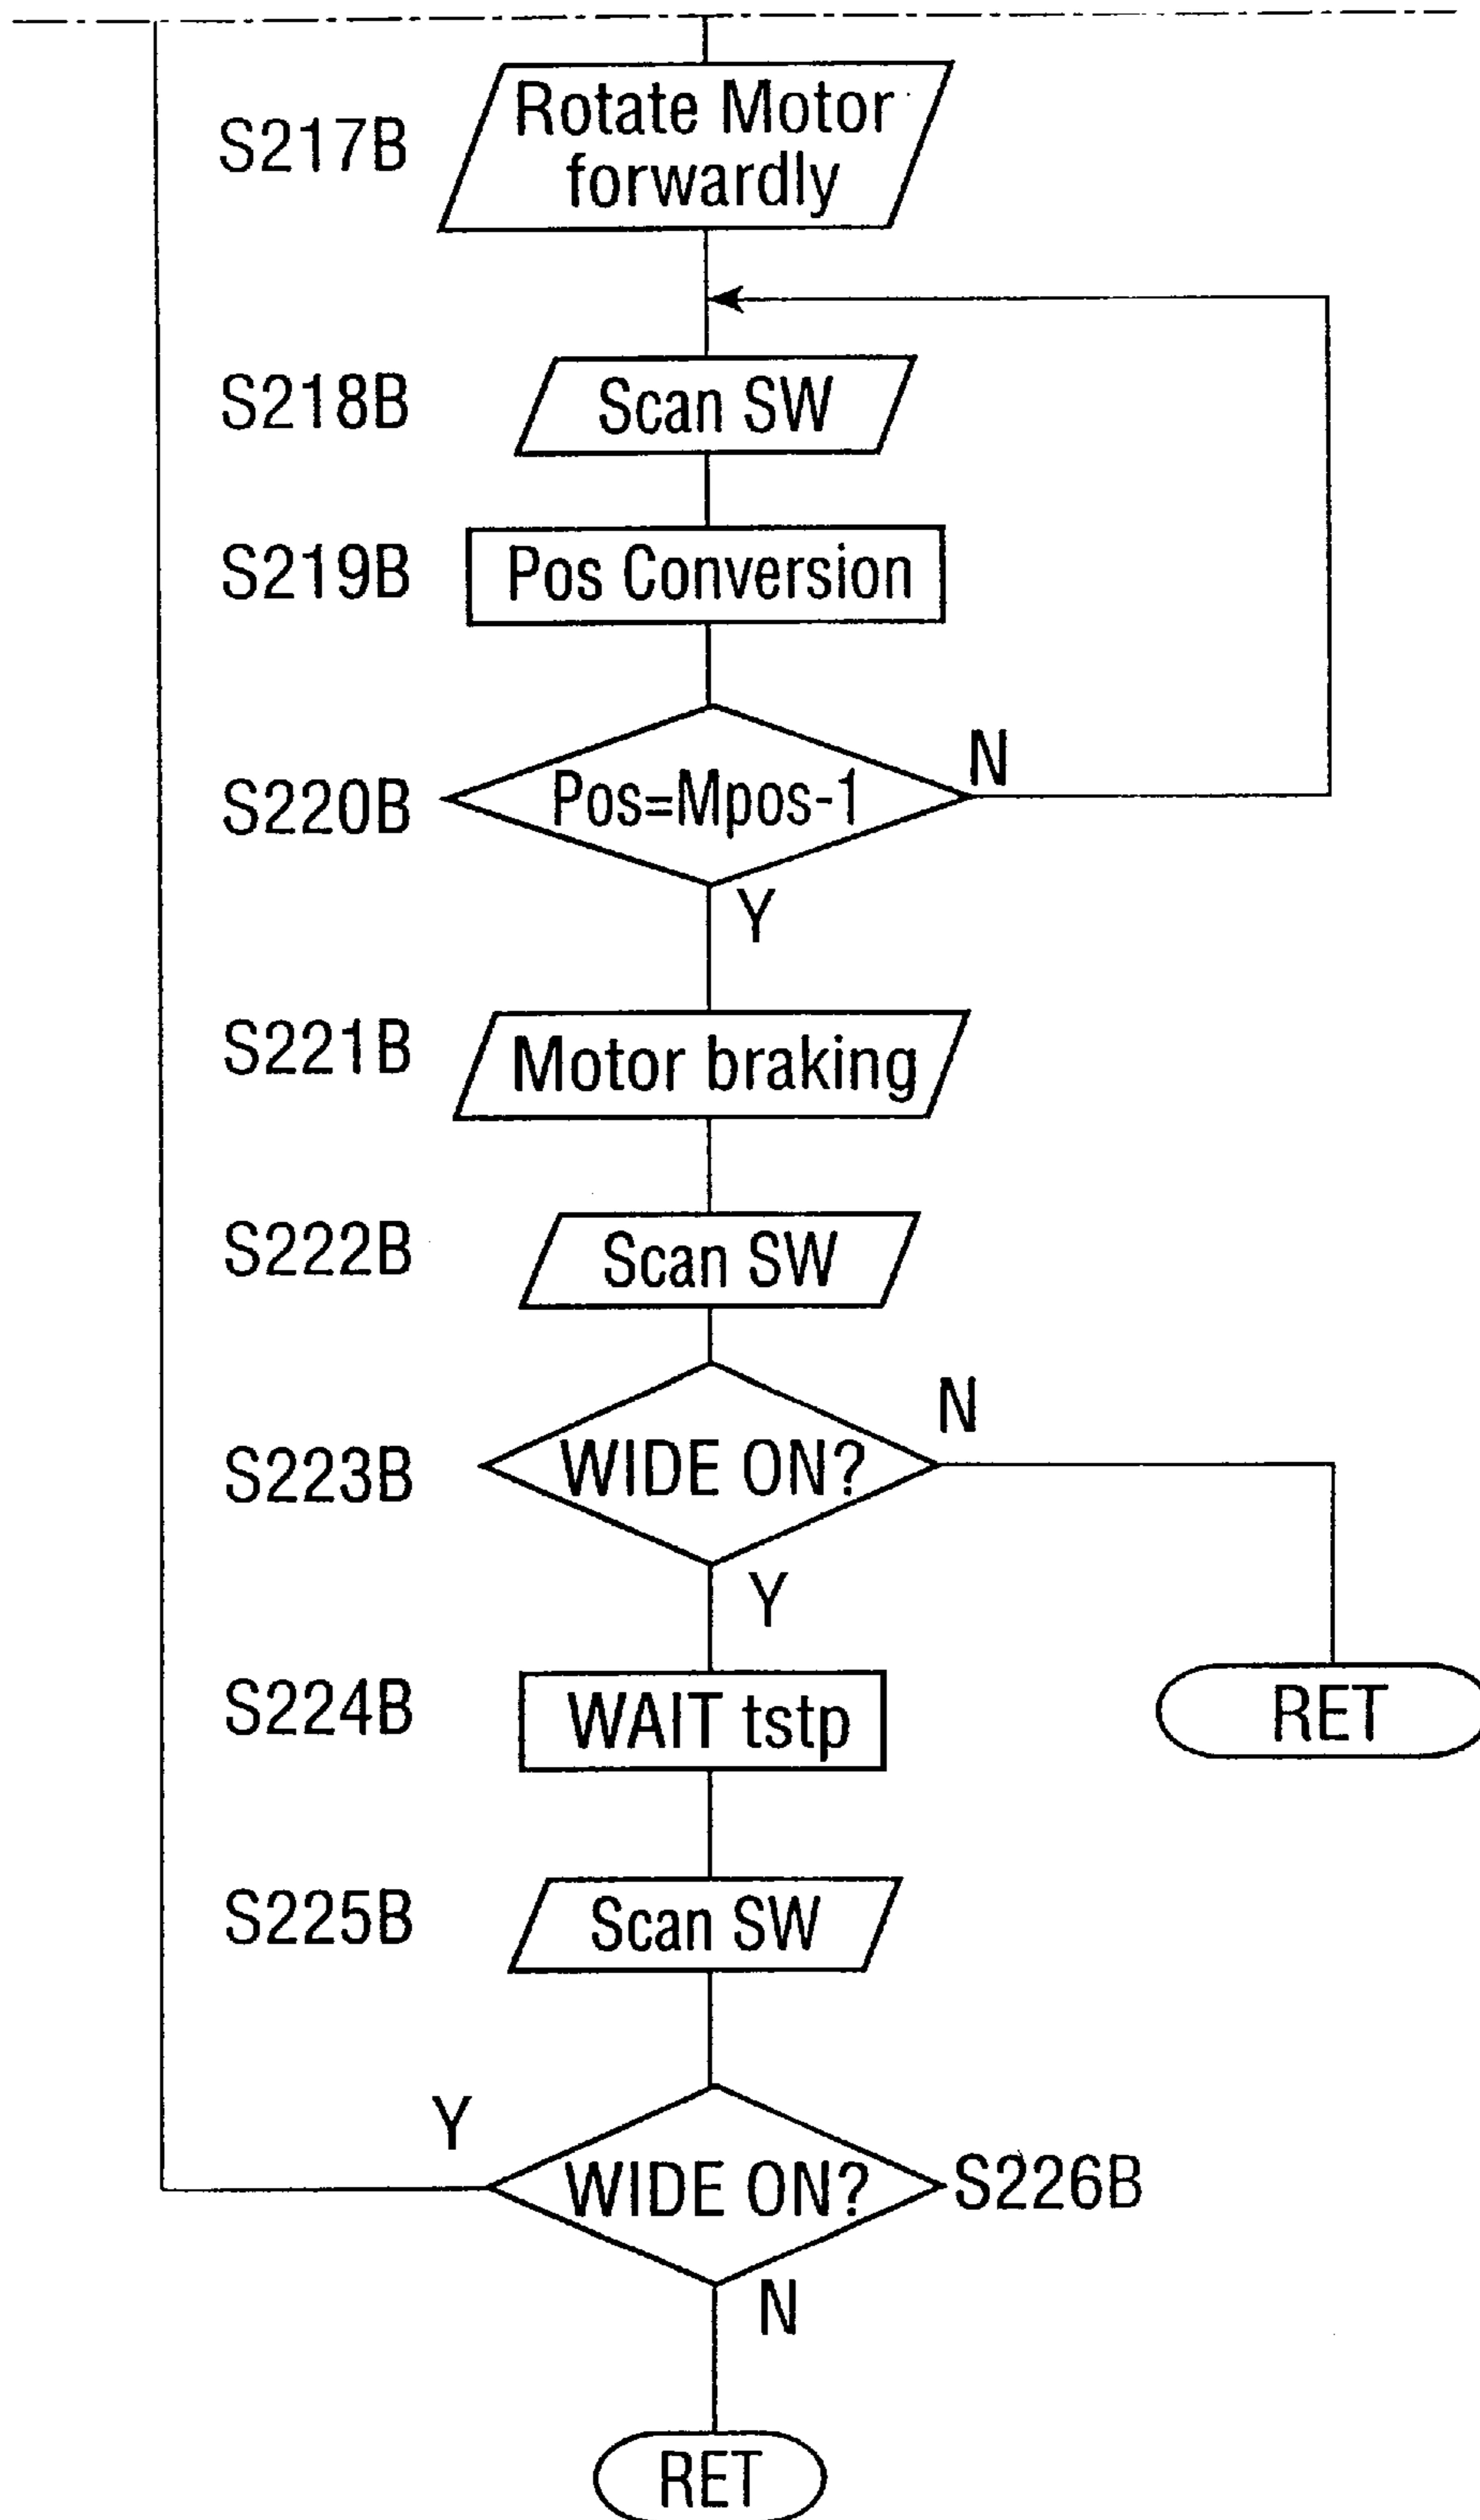 S217B
Rotate Motor
forwardly
S218B
Scan SW
S219B
Pos Conversion
S220B
Pos=Mpos-1
N
Y
S221B
Motor braking
S222B
Scan SW
S223B
WIDE ON?
N
Y
S224B
WAIT tstp
RET
S225B
Scan SW
Y
WIDE ON?
S226B
N
RET